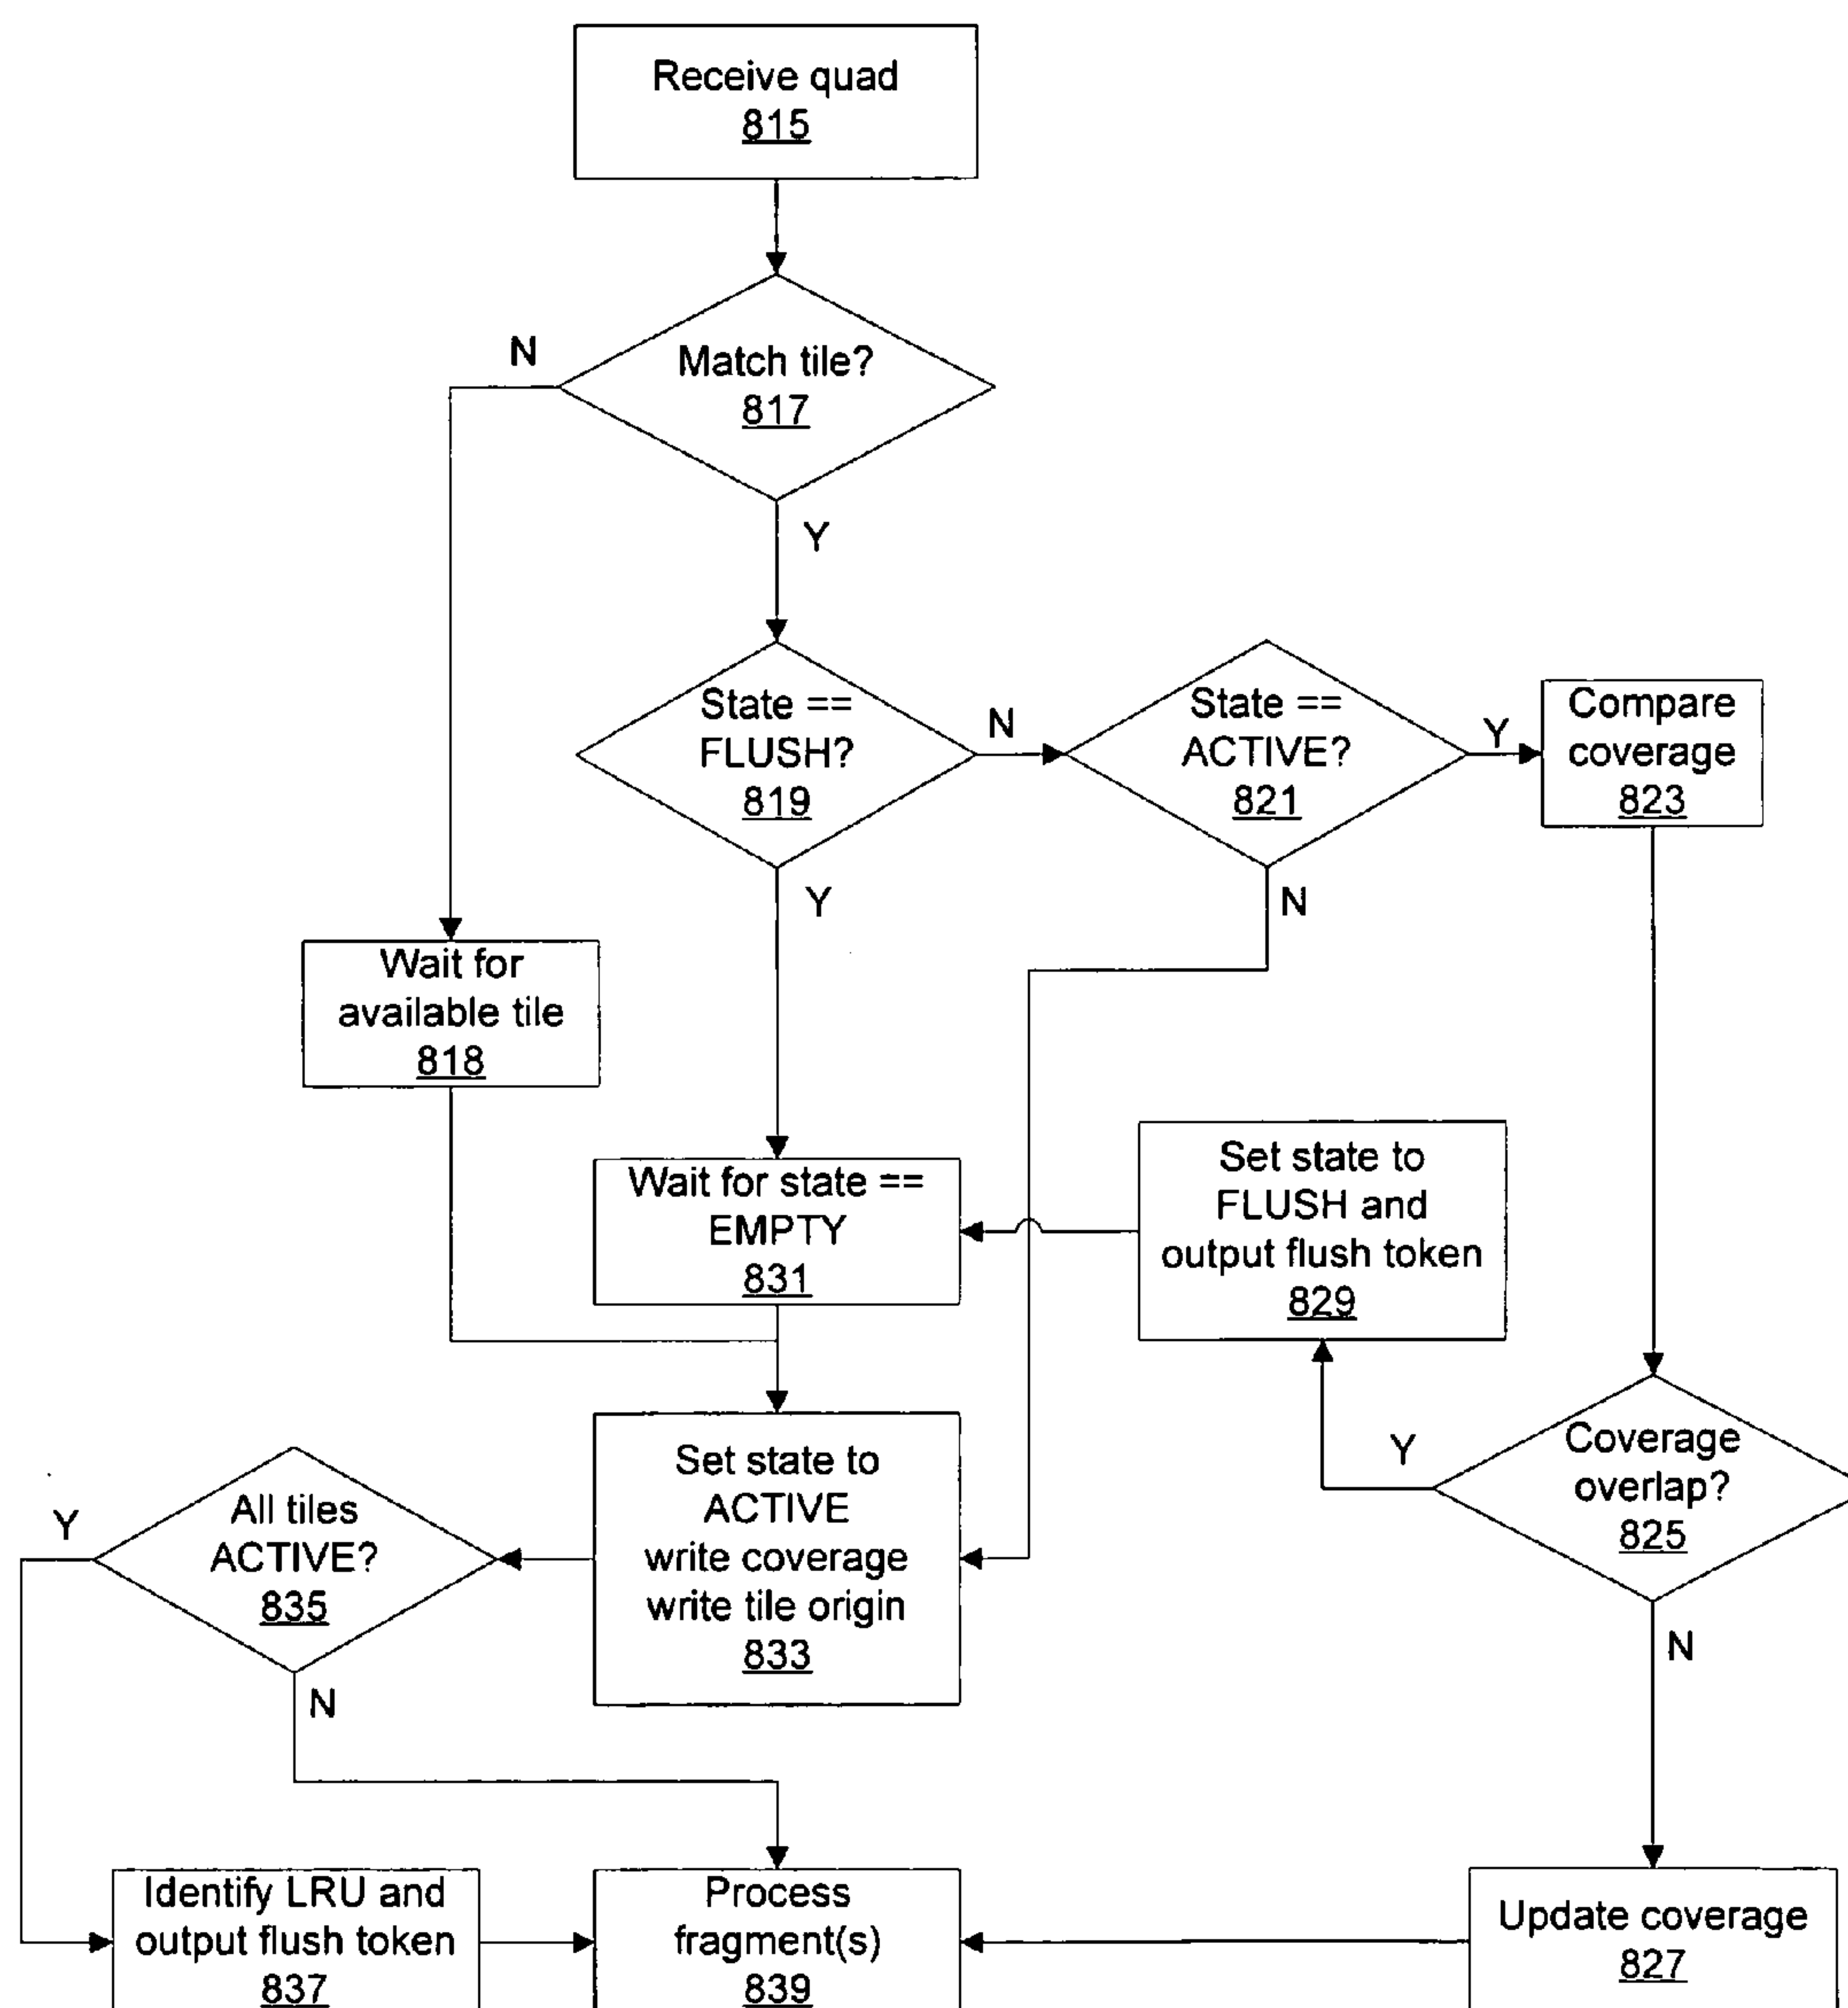 Receive quad
815
N
Match tile?
817
Y
State ==
FLUSH?
819
N
State ==
ACTIVE?
821
Y
Compare
coverage
823
Y
N
Wait for
available tile
818
Wait for state ==
EMPTY
831
Set state to
FLUSH and
output flush token
829
Y
Coverage
overlap?
825
N
Set state to
ACTIVE
write coverage
write tile origin
833
Y
All tiles
ACTIVE?
835
N
Identify LRU and
output flush token
837
Process
fragment(s)
839
Update coverage
827